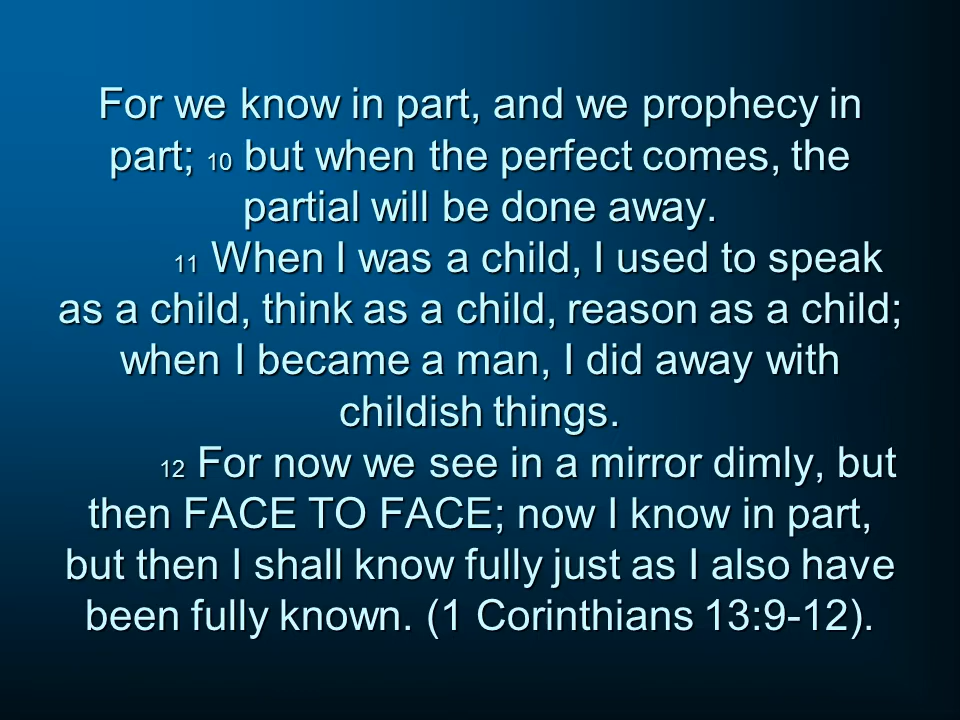 For we know in part, and we prophecy in
part; 10 but when the perfect comes, the
partial will be done away.
11 When I was a child, I used to speak
as a child, think as a child, reason as a child;
when I became a man, I did away with
childish things.
12 For now we see in a mirror dimly, but
then FACE TO FACE; now I know in part,
but then I shall know fully just as I also have
been fully known. (1 Corinthians 13:9-12).